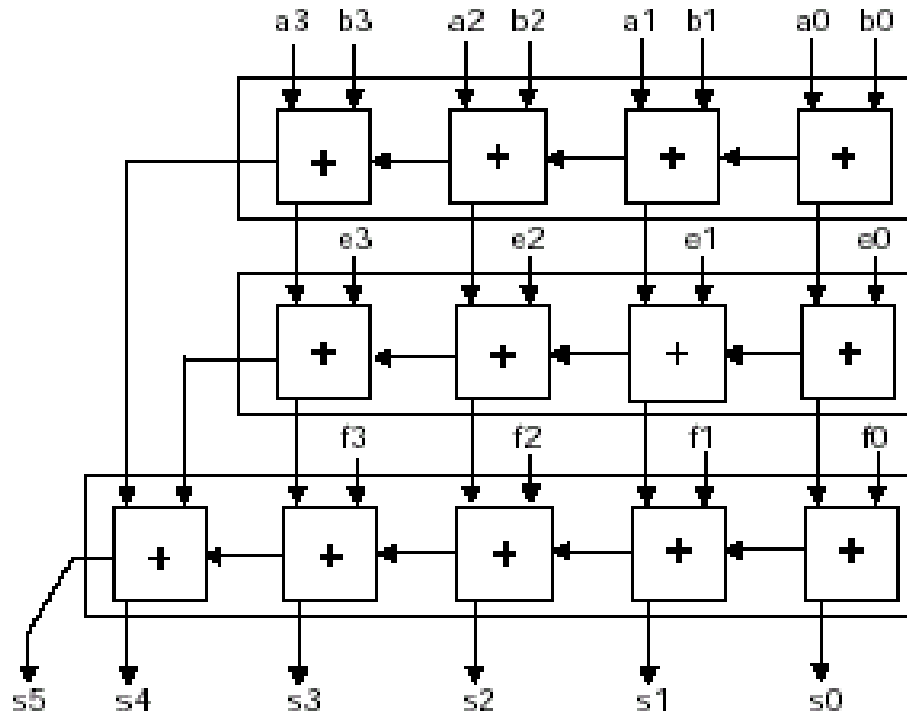 a3 b3 a2 b2 a1 b1 a0 b0
+ + + +
e3 e2 e1 e0
+ + + +
f3 f2 f1 f0
+ + + + +
s5 s4 s3 s2 s1 s0